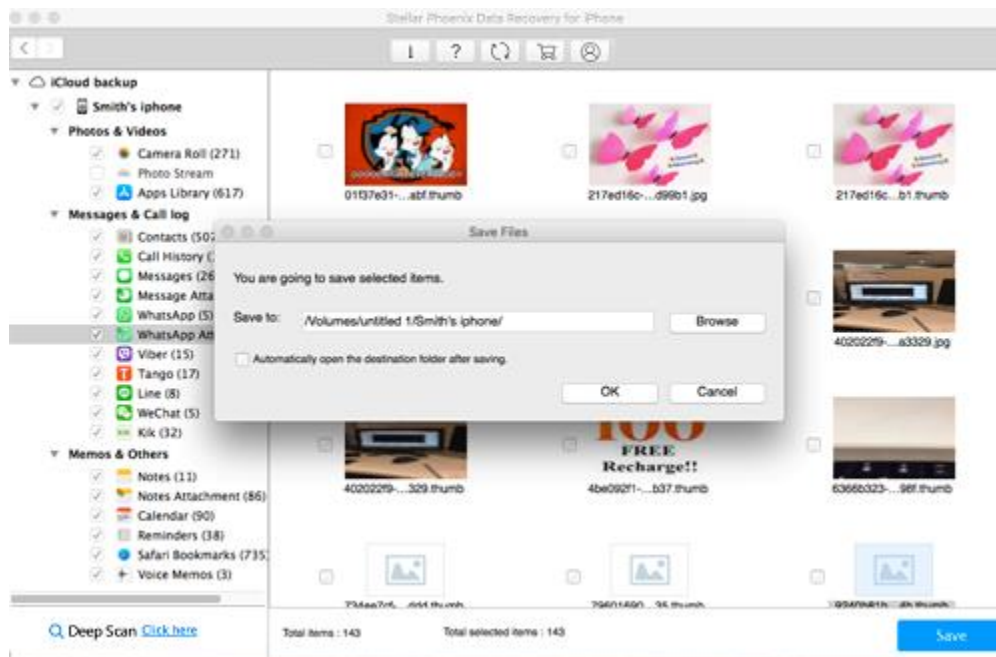 Stellar Phoenix Data Recovery for iPhone
iCloud backup
Smith's iphone
Photos & Videos
Camera Roll (271)
Photo Stream
Apps Library (617)
Messages & Call log
Contacts (502
Call History (
Messages (26
Message Atta
WhatsApp (5)
WhatsApp Att
Viber (15)
Tango (17)
Line (8)
WeChat (5)
Kik (32)
Memos & Others
Notes (11)
Notes Attachment (86)
Calendar (90)
Reminders (38)
Safari Bookmarks (735
Voice Memos (3)
Deep Scan Click here
01f37e31-...abf.thumb
217ed16c-...d99b1.jpg
217ed16c...b1.thumb
Save Files
You are going to save selected items.
Save to: /Volumes/untitled 1/Smith's iphone/ Browse
Automatically open the destination folder after saving.
OK Cancel
402022f9-...a3329.jpg
100
FREE
Recharge!!
402022f9-...329.thumb
4be092f1-...b37.thumb
6366b323-...98f.thumb
Total items : 143 Total selected items : 143
Save